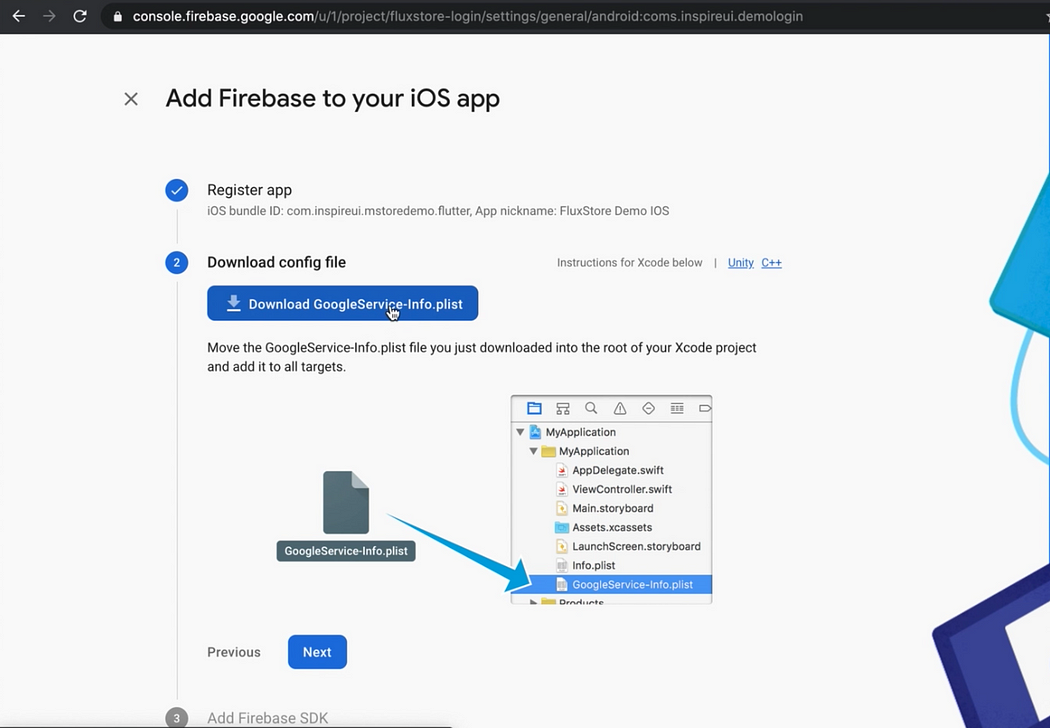 console.firebase.google.com/u/1/project/fluxstore-login/settings/general/android:coms.inspireui.demologin
Add Firebase to your iOS app
Register app
iOS bundle ID: com.inspireui.mstoredemo.flutter, App nickname: FluxStore Demo IOS
2 Download config file
Instructions for Xcode below | Unity C++
Download GoogleService-Info.plist
Move the GoogleService-Info.plist file you just downloaded into the root of your Xcode project
and add it to all targets.
GoogleService-Info.plist
MyApplication
MyApplication
AppDelegate.swift
ViewController.swift
Main.storyboard
Assets.xcassets
LaunchScreen.storyboard
Info.plist
GoogleService-Info.plist
Products
Previous Next
3 Add Firebase SDK